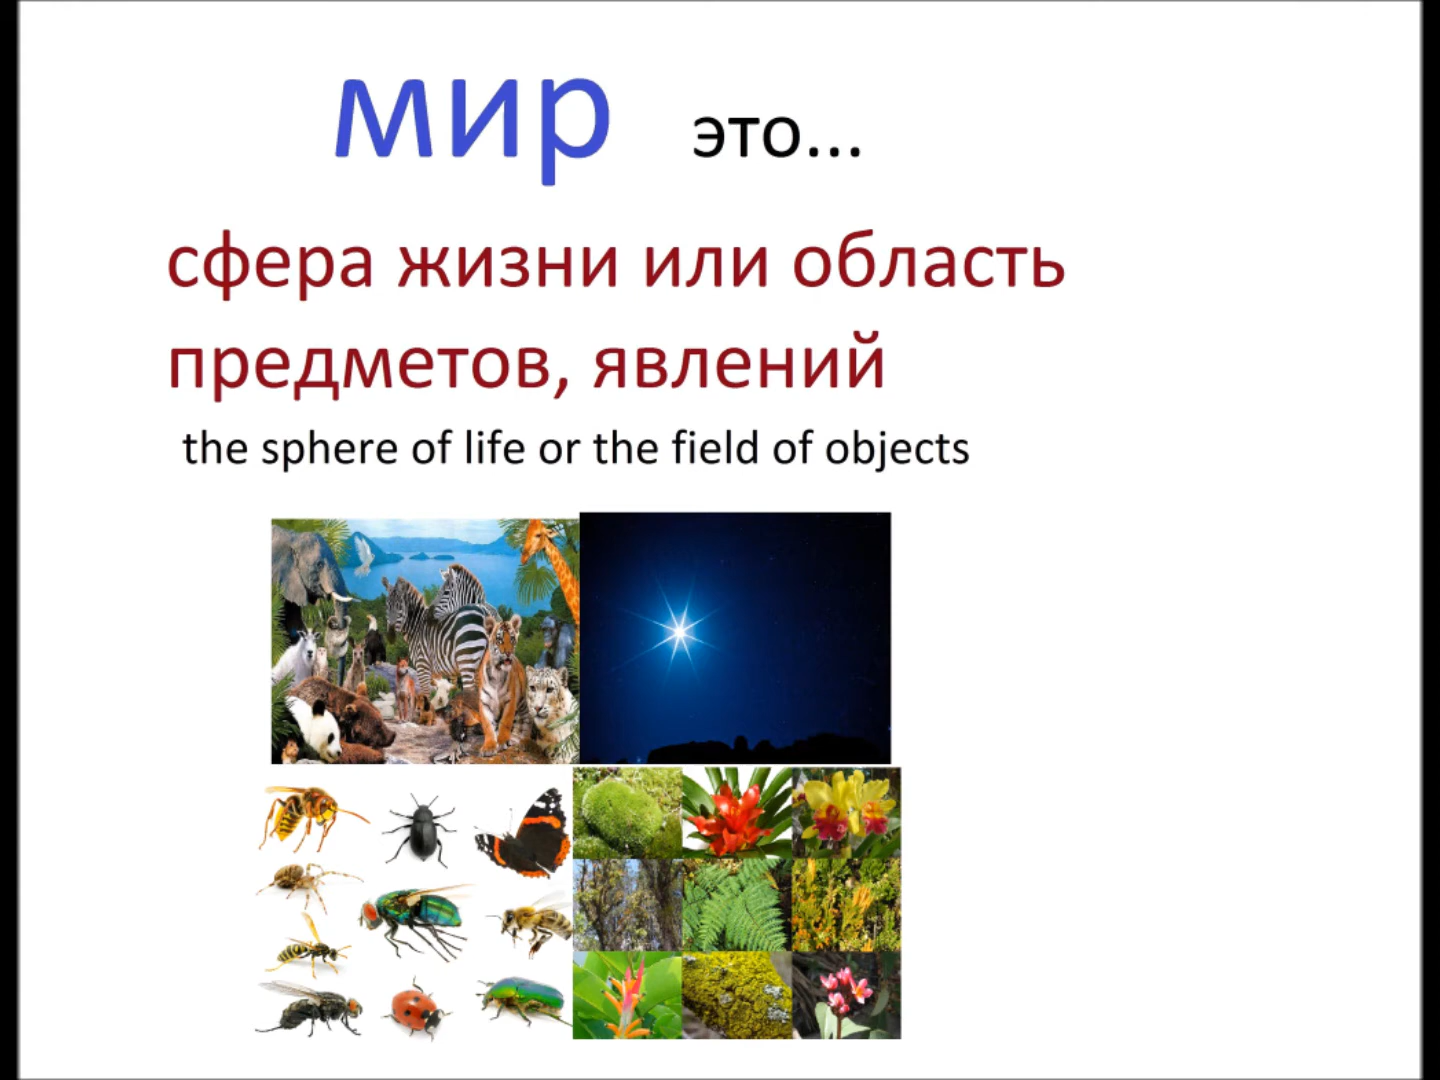 мир это...
сфера жизни или область
предметов, явлений
the sphere of life or the field of objects